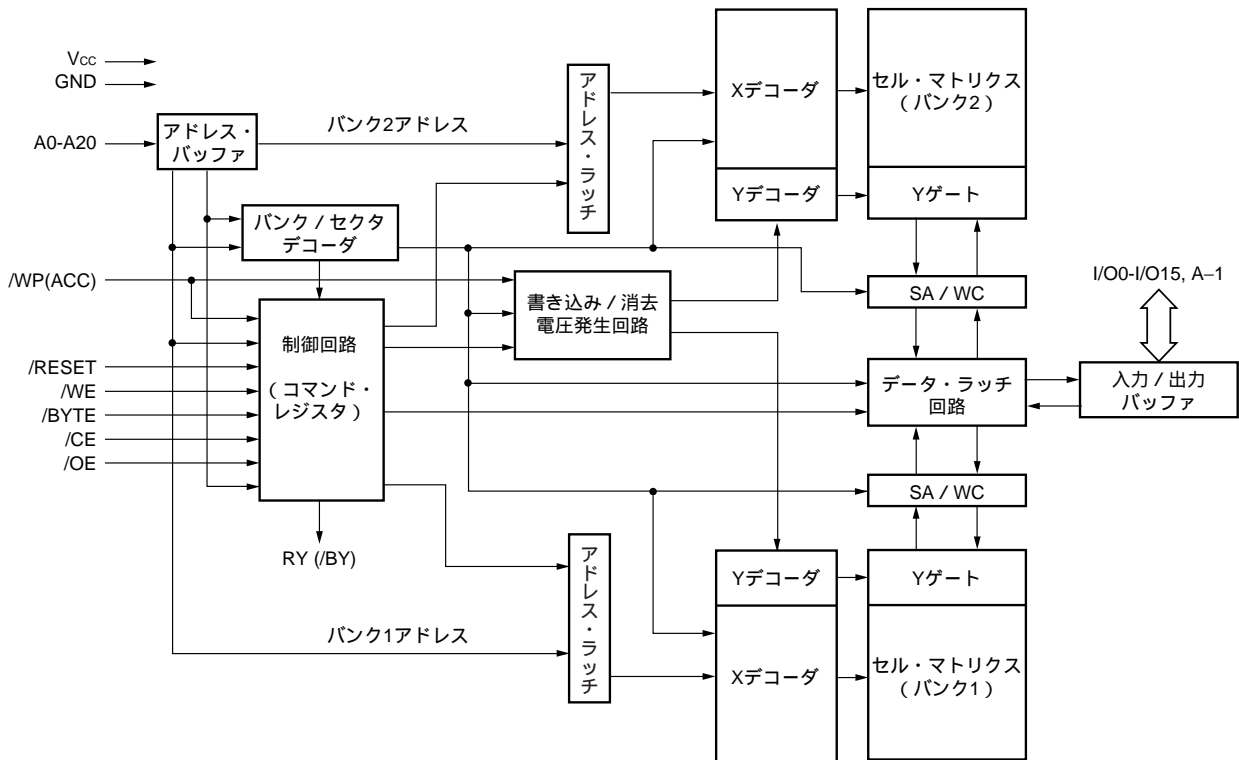 Vcc
GND
A0-A20
アドレス・
バッファ
バンク2アドレス
アドレス・ラッチ
Xデコーダ
セル・マトリクス
(バンク2)
Yデコーダ
Yゲート
バンク / セクタ
デコーダ
/WP(ACC)
書き込み / 消去
電圧発生回路
SA / WC
I/O0-I/O15, A–1
制御回路
(コマンド・
レジスタ)
/RESET
/WE
/BYTE
/CE
/OE
データ・ラッチ
回路
入力 / 出力
バッファ
SA / WC
RY (/BY)
アドレス・ラッチ
Yデコーダ
Yゲート
バンク1アドレス
Xデコーダ
セル・マトリクス
(バンク1)